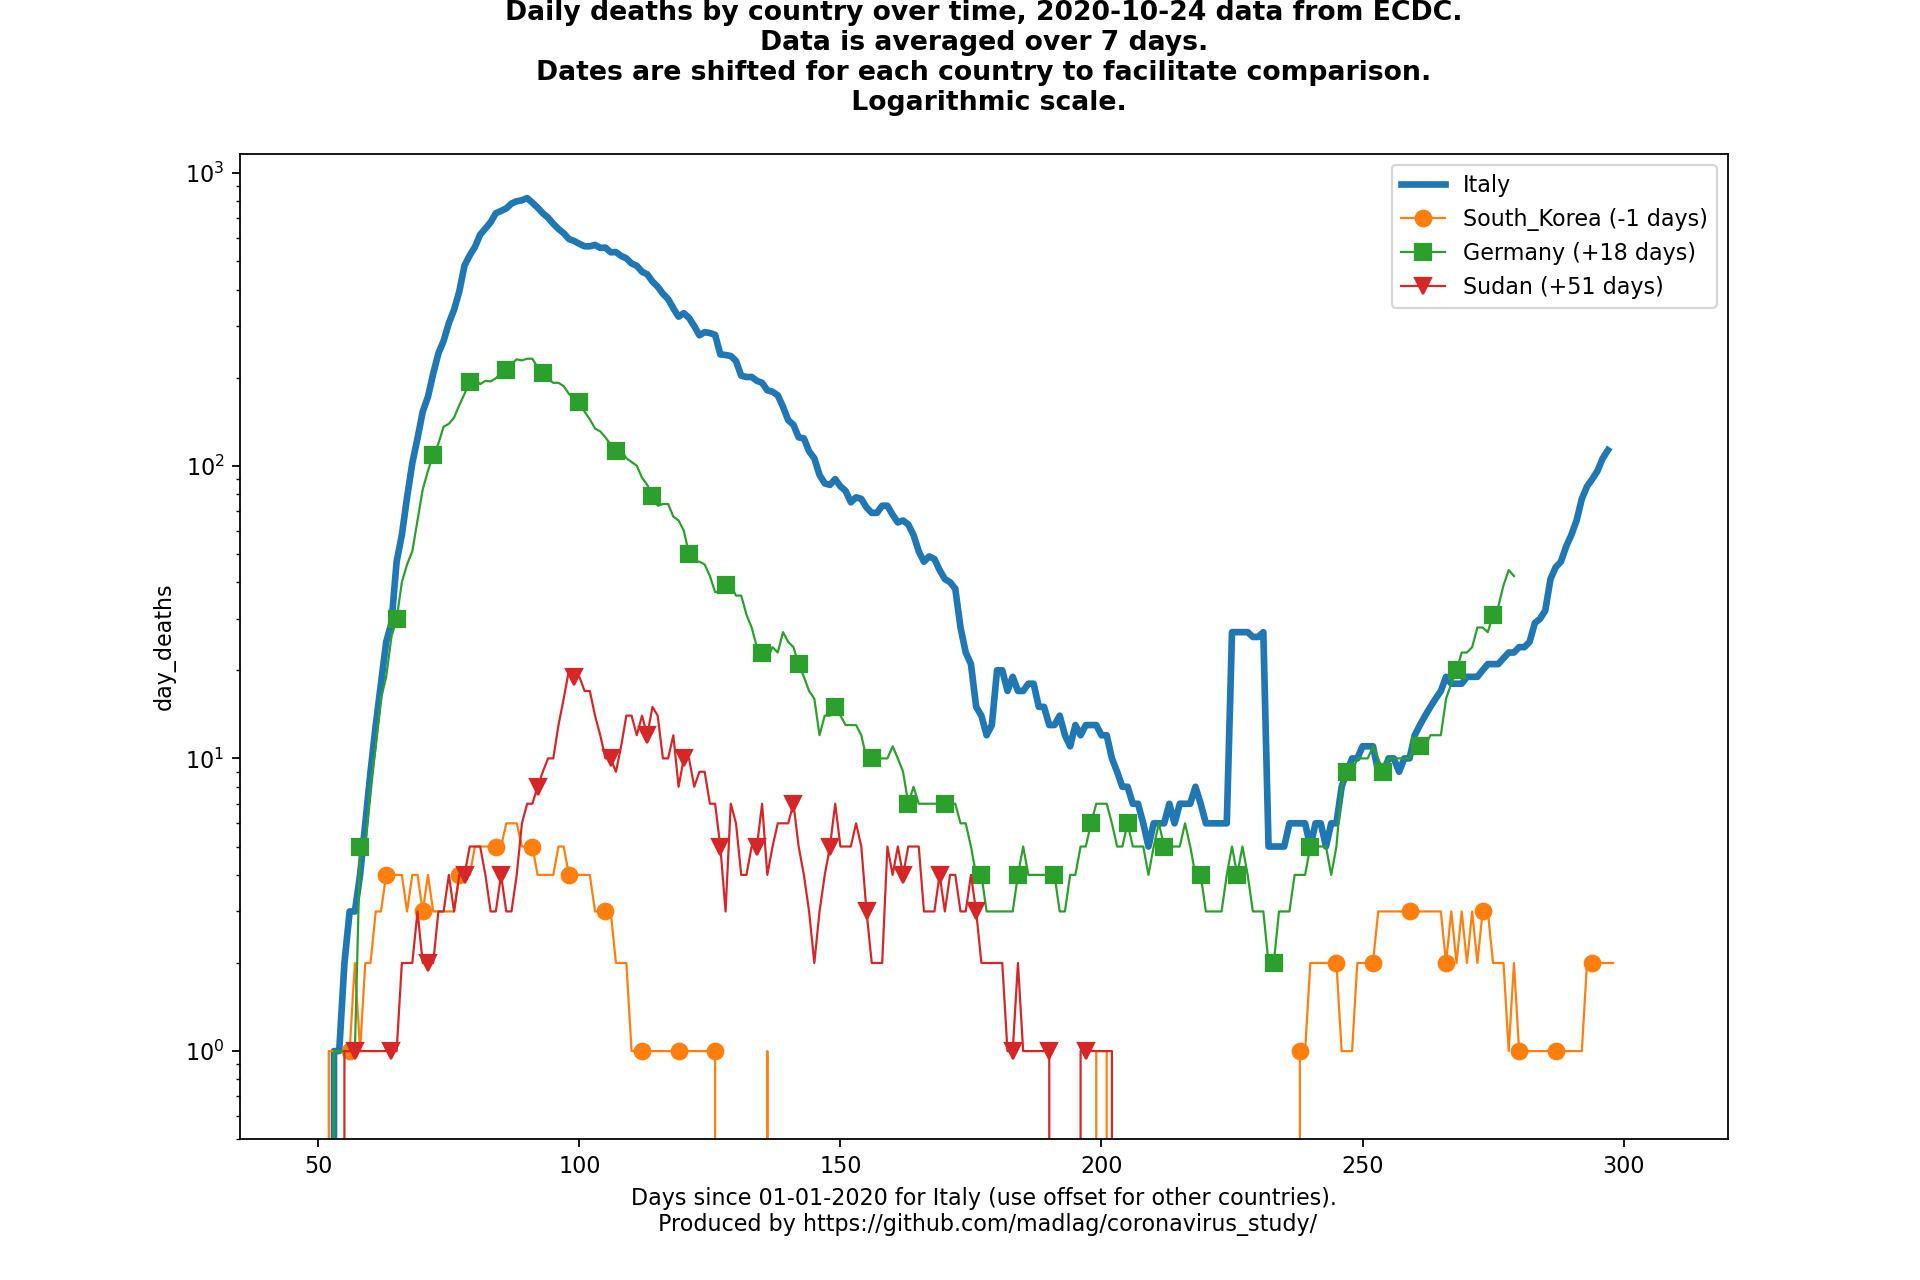 Daily deaths by country over time, 2020-10-24 data from ECDC.
Data is averaged over 7 days.
Dates are shifted for each country to facilitate comparison.
Logarithmic scale.
10³
10²
10¹
10⁰
day_deaths
Italy
South_Korea (-1 days)
Germany (+18 days)
Sudan (+51 days)
50 100 150 200 250 300
Days since 01-01-2020 for Italy (use offset for other countries).
Produced by https://github.com/madlag/coronavirus_study/